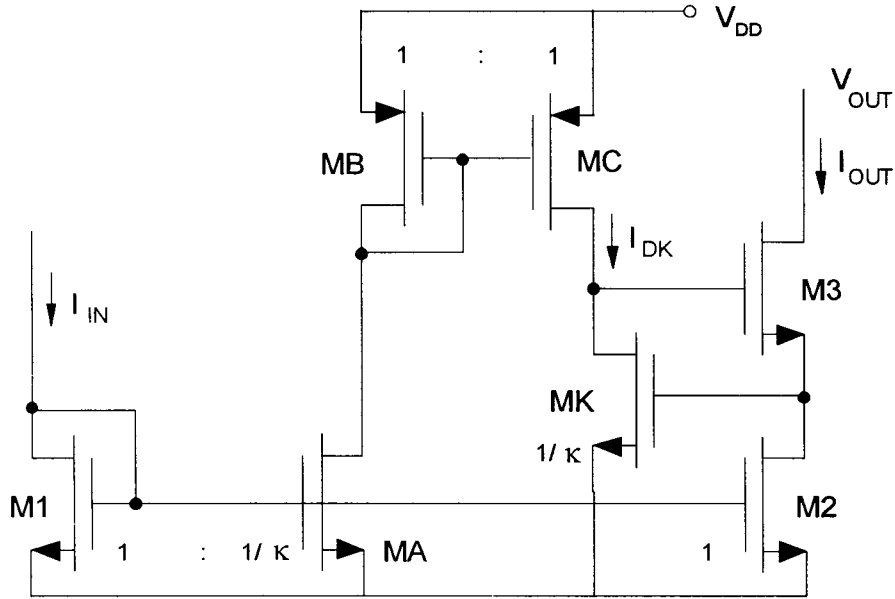 V_DD
1 : 1
V_OUT
MB
MC
I_OUT
I_DK
M3
I_IN
MK
1/ κ
M1
M2
1 : 1/ κ
MA
1